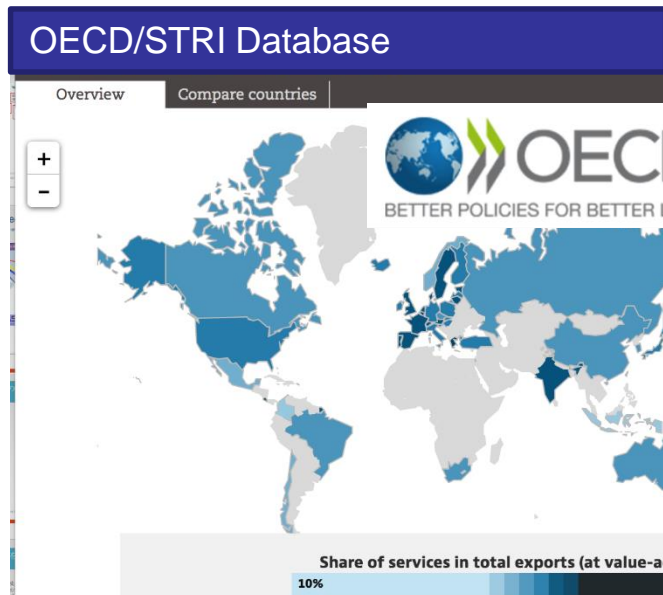 OECD/STRI Database
Overview
Compare countries
+
-
OEC
BETTER POLICIES FOR BETTER
Share of services in total exports (at value-a
10%